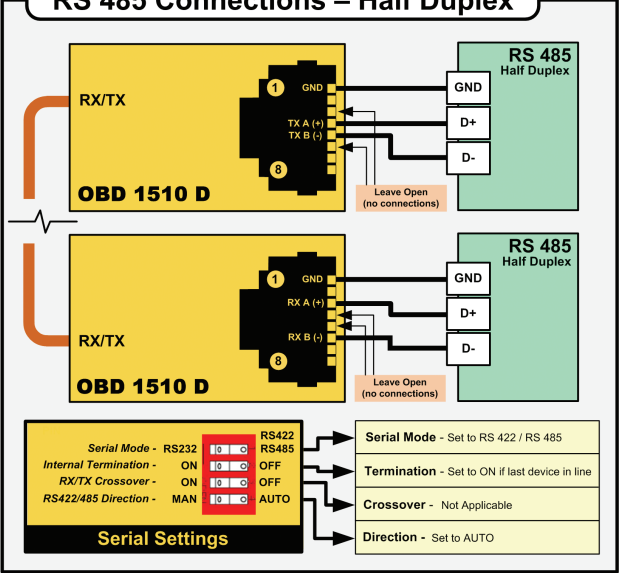 RS 485 Connections – Half Duplex
RS 485
Half Duplex
RX/TX
1
GND
GND
TX A (+)
D+
TX B (-)
D-
8
OBD 1510 D
Leave Open
(no connections)
RS 485
Half Duplex
1
GND
GND
RX A (+)
D+
RX/TX
RX B (-)
D-
8
OBD 1510 D
Leave Open
(no connections)
RS422
Serial Mode - RS232 RS485
Internal Termination - ON OFF
RX/TX Crossover - ON OFF
RS422/485 Direction - MAN AUTO
Serial Settings
Serial Mode - Set to RS 422 / RS 485
Termination - Set to ON if last device in line
Crossover - Not Applicable
Direction - Set to AUTO